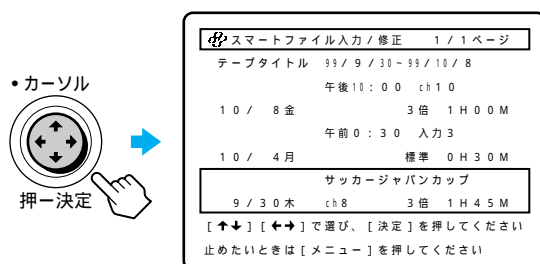 •カーソル
押ー決定
スマートファイル入力/修正 1/1ページ
テープタイトル 99/9/30~99/10/8
午後10:00 ch10
10/ 8金 3倍 1H00M
午前0:30 入力3
10/ 4月 標準 0H30M
サッカージャパンカップ
9/30木 ch8 3倍 1H45M
[↑↓][←→]で選び、[決定]を押してください
止めたいときは[メニュー]を押してください